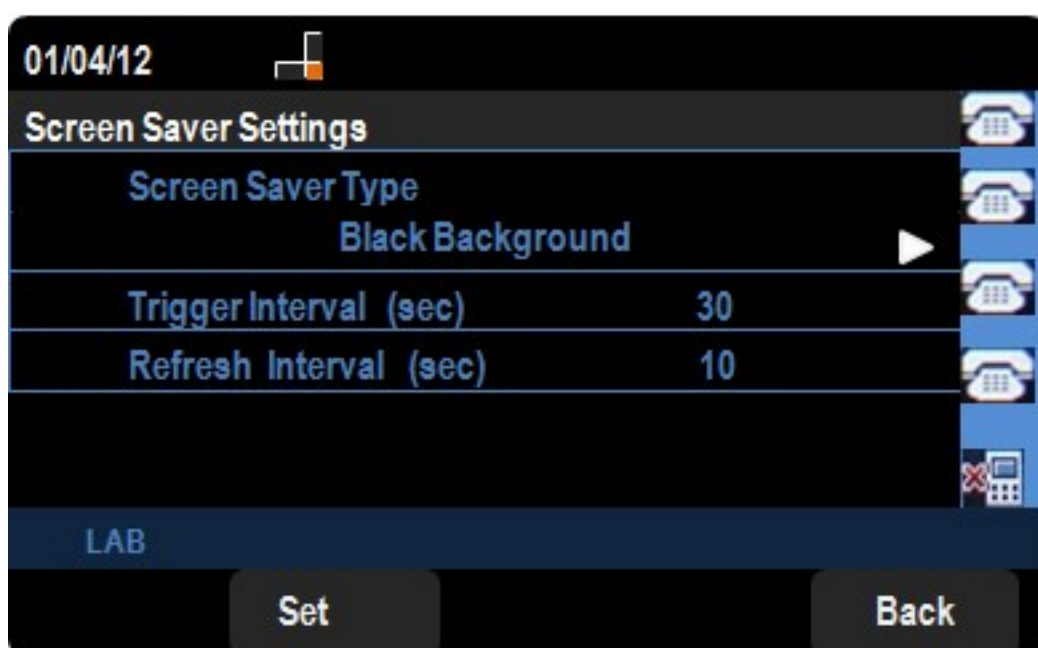 01/04/12
Screen Saver Settings
Screen Saver Type
Black Background
Trigger Interval (sec) 30
Refresh Interval (sec) 10
LAB
Set Back